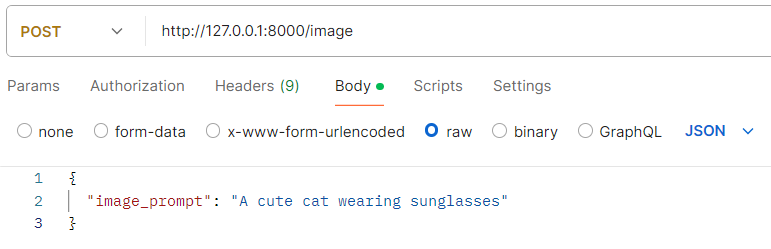 POST http://127.0.0.1:8000/image
Params Authorization Headers (9) Body Scripts Settings
none form-data x-www-form-urlencoded raw binary GraphQL JSON
1 {
2 "image_prompt": "A cute cat wearing sunglasses"
3 }